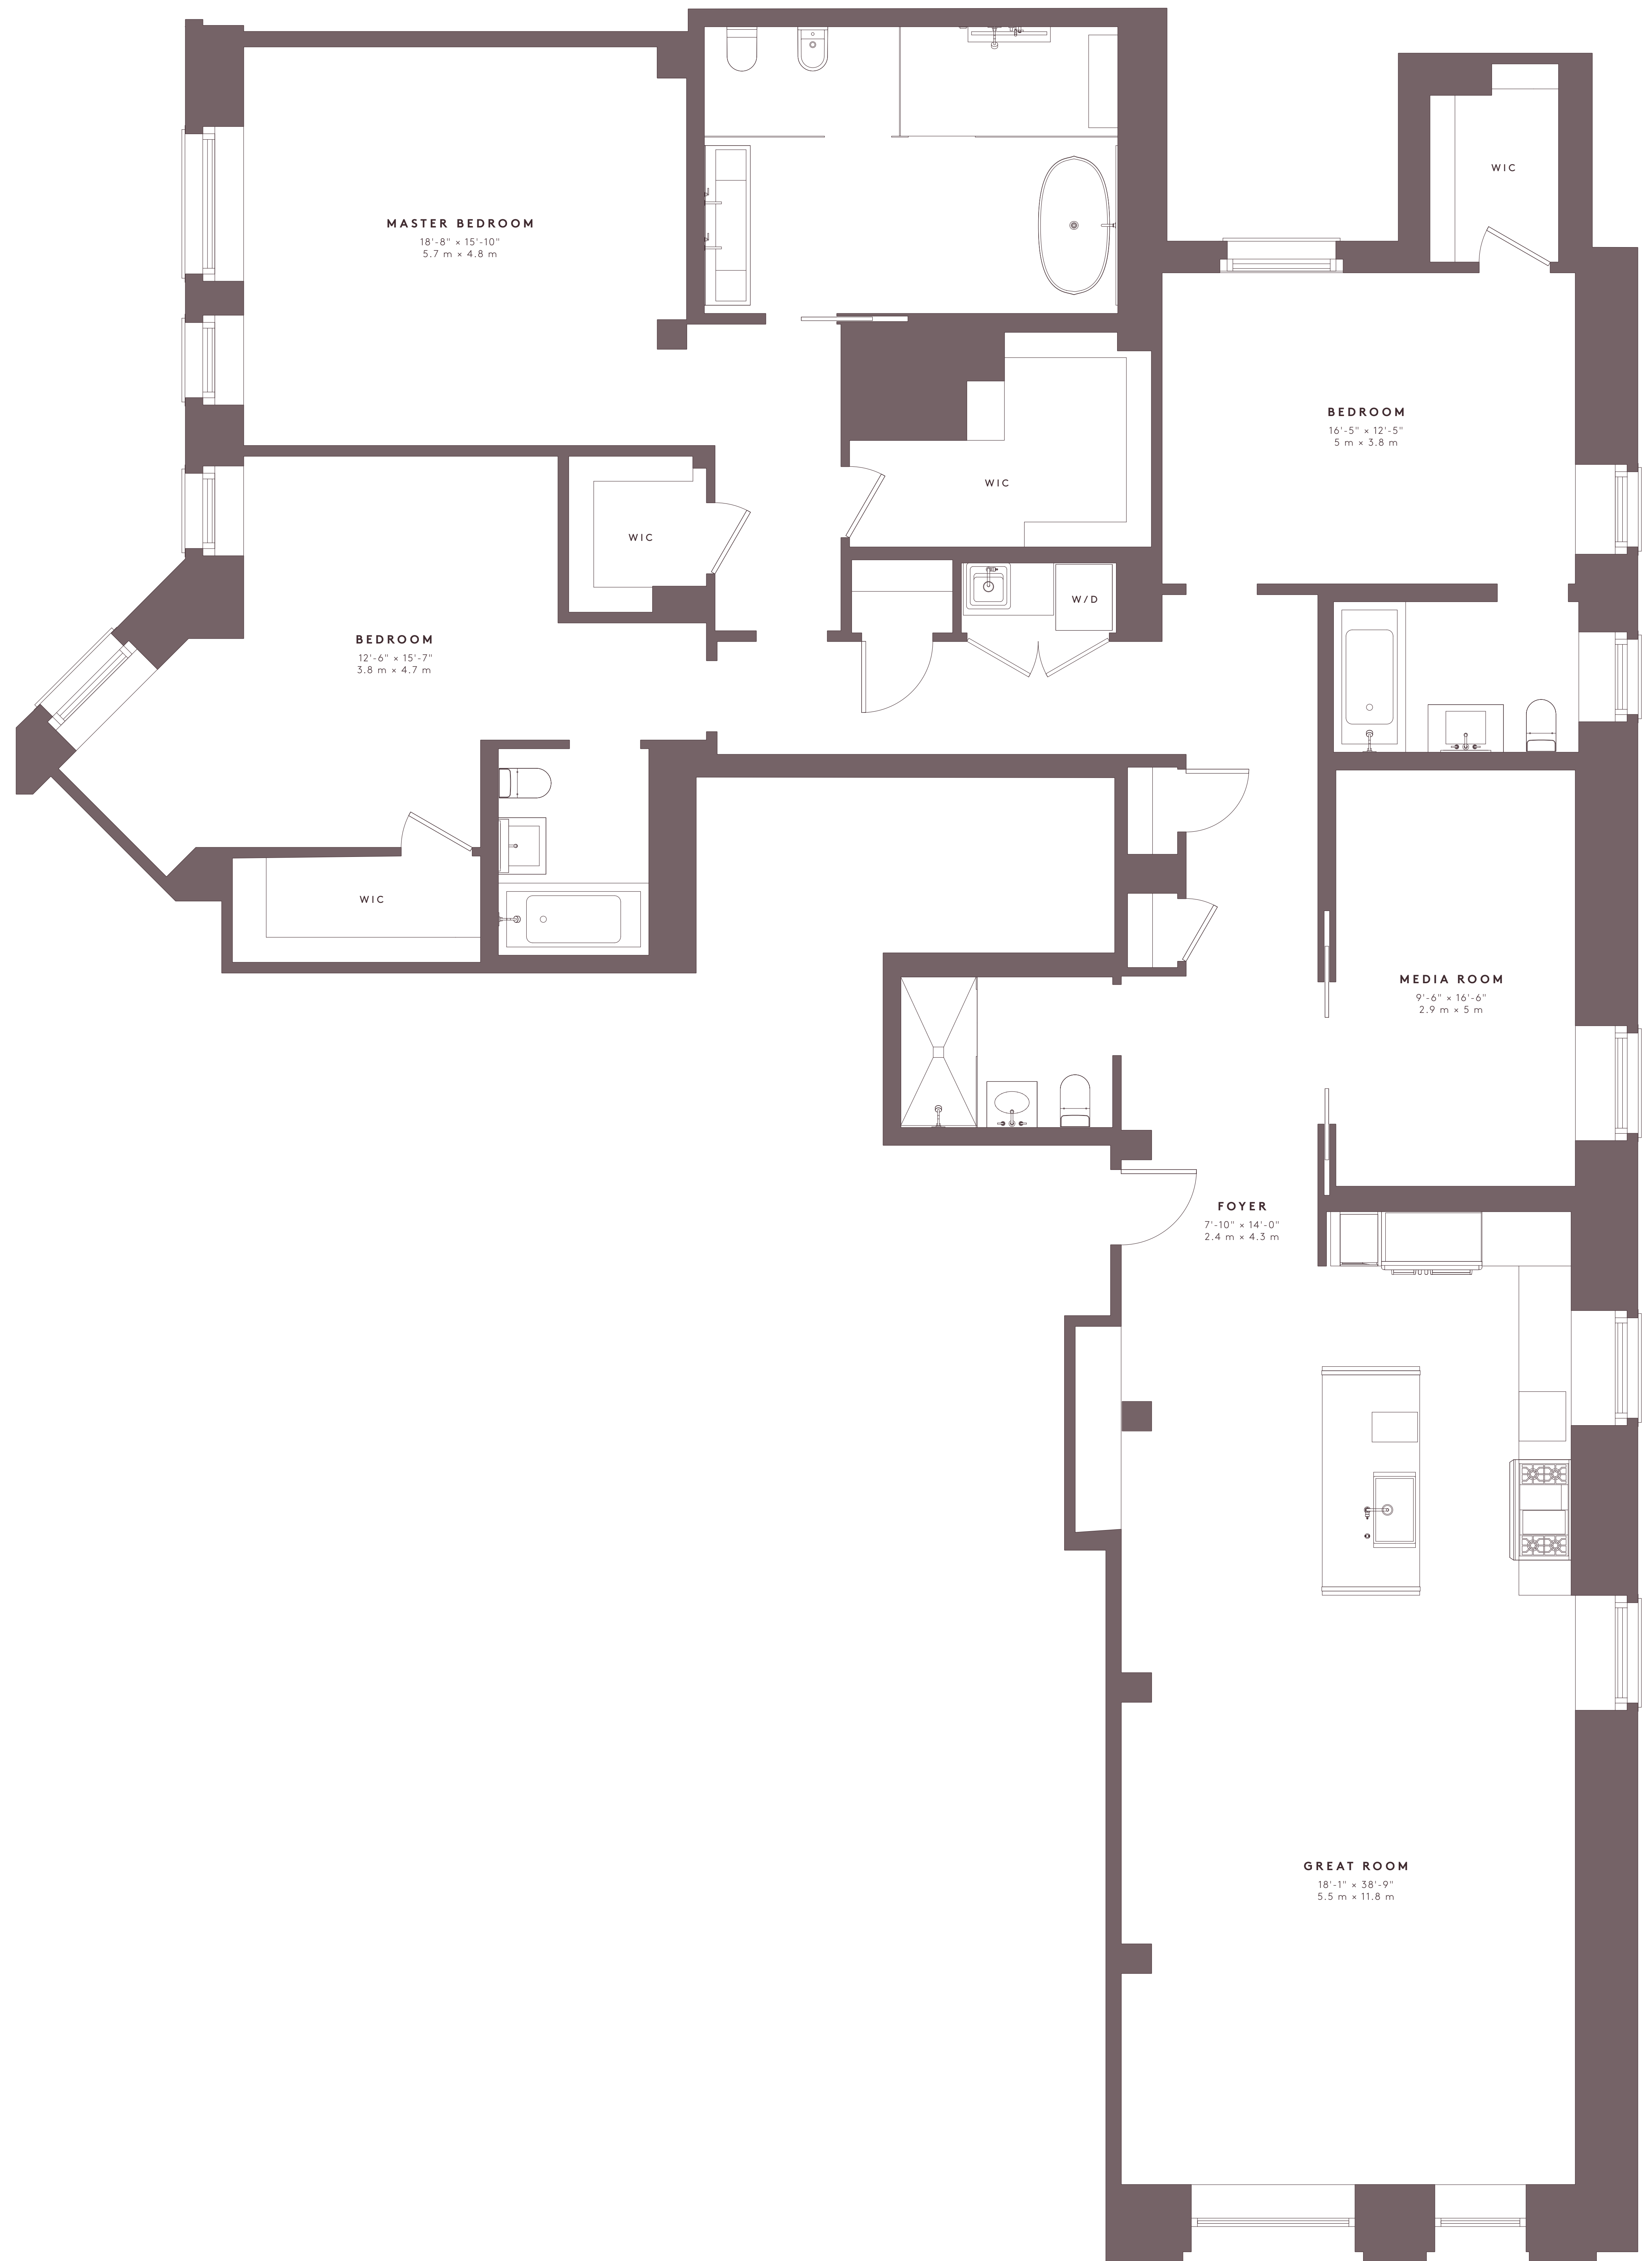 WIC
MASTER BEDROOM
18'-8" × 15'-10"
5.7 m × 4.8 m
BEDROOM
16'-5" × 12'-5"
5 m × 3.8 m
WIC
WIC
W/D
BEDROOM
12'-6" × 15'-7"
3.8 m × 4.7 m
WIC
MEDIA ROOM
9'-6" × 16'-6"
2.9 m × 5 m
FOYER
7'-10" × 14'-0"
2.4 m × 4.3 m
GREAT ROOM
18'-1" × 38'-9"
5.5 m × 11.8 m